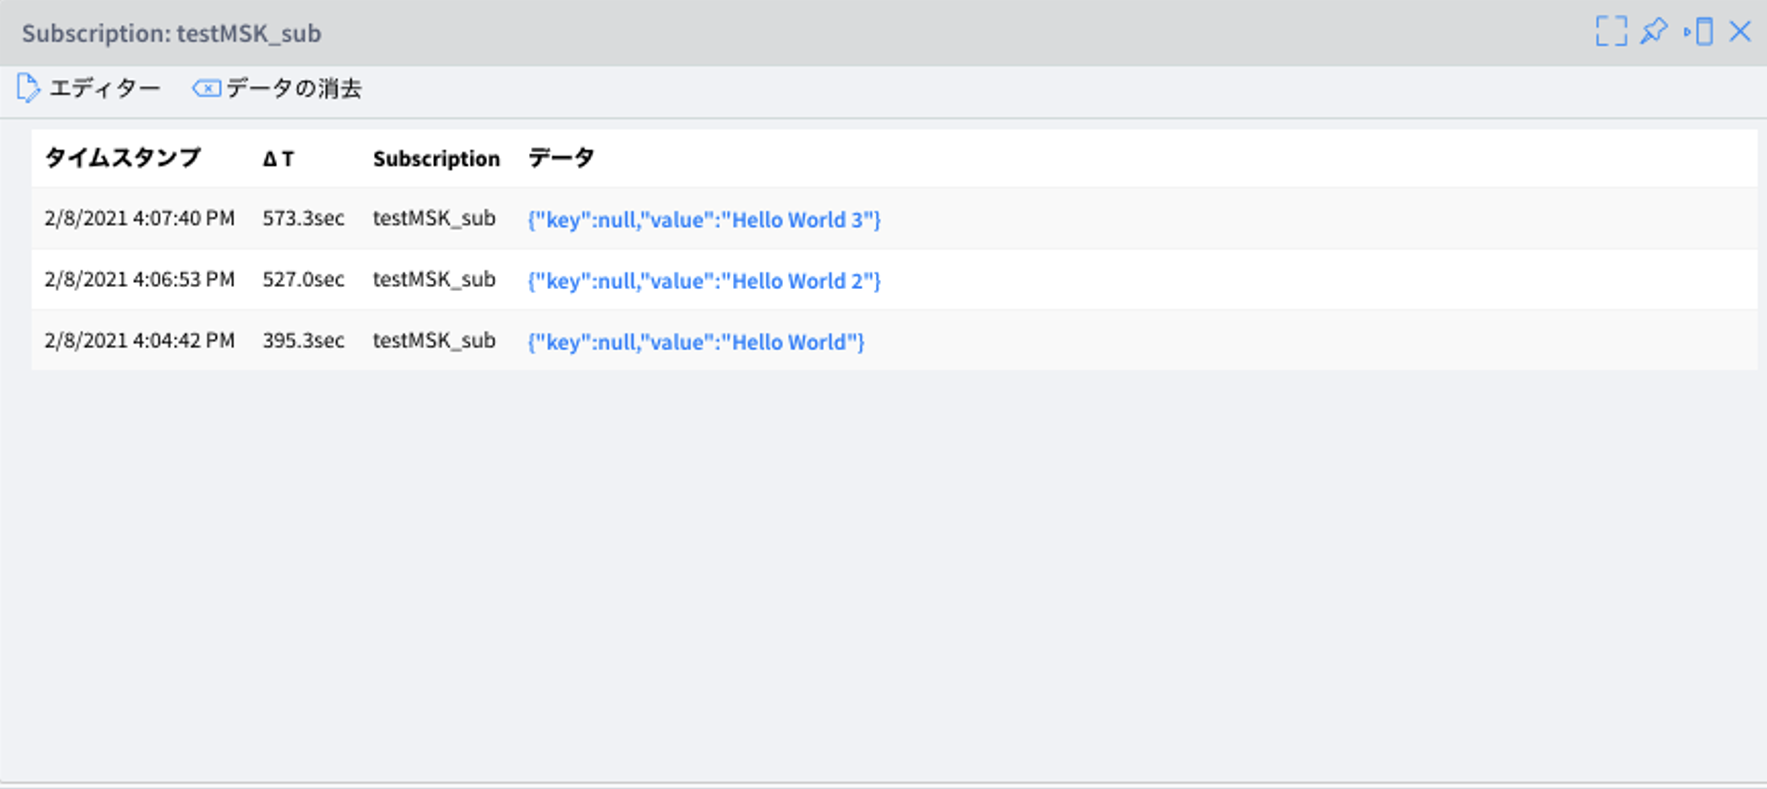 Subscription: testMSK_sub
エディター データの消去
タイムスタンプ Δ T Subscription データ
2/8/2021 4:07:40 PM 573.3sec testMSK_sub {"key":null,"value":"Hello World 3"}
2/8/2021 4:06:53 PM 527.0sec testMSK_sub {"key":null,"value":"Hello World 2"}
2/8/2021 4:04:42 PM 395.3sec testMSK_sub {"key":null,"value":"Hello World"}